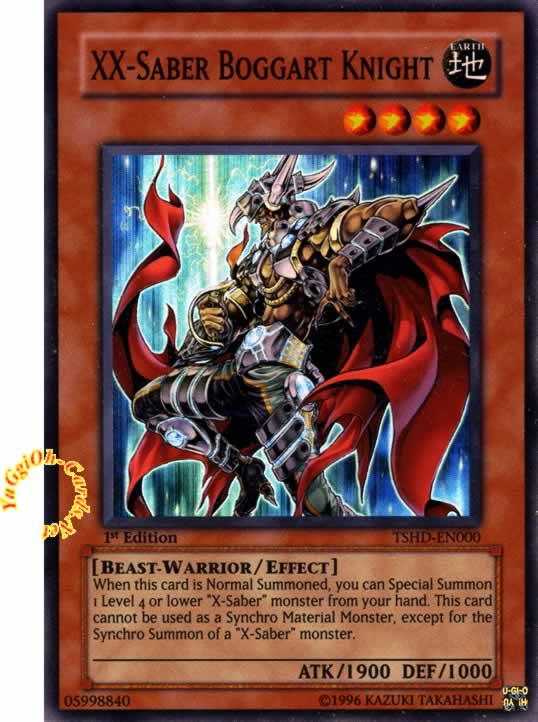 XX-Saber Boggart Knight
EARTH
地
YuGgiOh-Cards.Net
1st Edition
TSHD-EN000
[Beast-Warrior/Effect]
When this card is Normal Summoned, you can Special Summon
1 Level 4 or lower "X-Saber" monster from your hand. This card
cannot be used as a Synchro Material Monster, except for the
Synchro Summon of a "X-Saber" monster.
ATK/1900 DEF/1000
05998840
©1996 KAZUKI TAKAHASHI